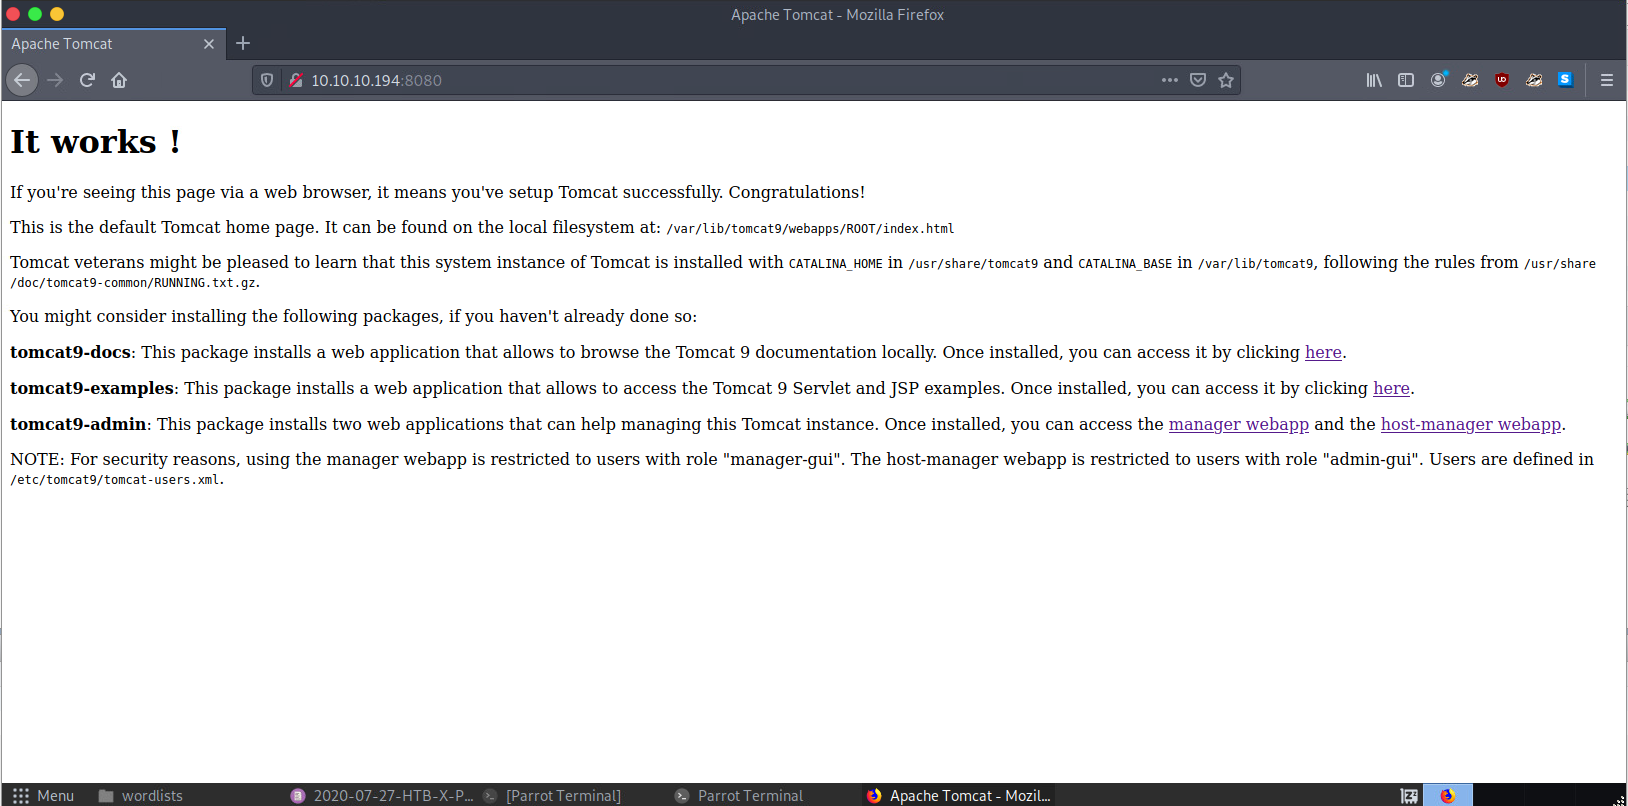 Apache Tomcat - Mozilla Firefox
Apache Tomcat
10.10.10.194:8080
It works !
If you're seeing this page via a web browser, it means you've setup Tomcat successfully. Congratulations!
This is the default Tomcat home page. It can be found on the local filesystem at: /var/lib/tomcat9/webapps/ROOT/index.html
Tomcat veterans might be pleased to learn that this system instance of Tomcat is installed with CATALINA_HOME in /usr/share/tomcat9 and CATALINA_BASE in /var/lib/tomcat9, following the rules from /usr/share
/doc/tomcat9-common/RUNNING.txt.gz.
You might consider installing the following packages, if you haven't already done so:
tomcat9-docs: This package installs a web application that allows to browse the Tomcat 9 documentation locally. Once installed, you can access it by clicking here.
tomcat9-examples: This package installs a web application that allows to access the Tomcat 9 Servlet and JSP examples. Once installed, you can access it by clicking here.
tomcat9-admin: This package installs two web applications that can help managing this Tomcat instance. Once installed, you can access the manager webapp and the host-manager webapp.
NOTE: For security reasons, using the manager webapp is restricted to users with role "manager-gui". The host-manager webapp is restricted to users with role "admin-gui". Users are defined in
/etc/tomcat9/tomcat-users.xml.
Menu wordlists 2020-07-27-HTB-X-P... [Parrot Terminal] Parrot Terminal Apache Tomcat - Mozil...